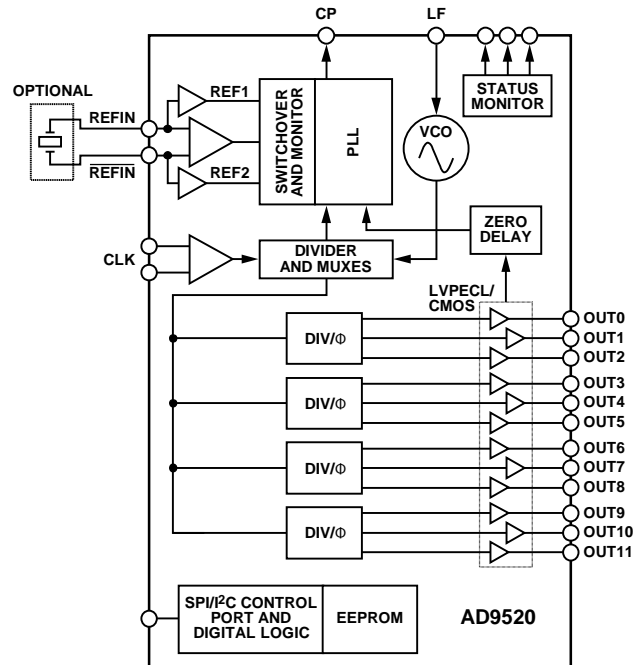 CP
LF
OPTIONAL
REFIN
REFIN
REF1
REF2
SWITCHOVER
AND MONITOR
PLL
VCO
STATUS
MONITOR
ZERO
DELAY
CLK
DIVIDER
AND MUXES
LVPECL/
CMOS
DIV/Φ
OUT0
OUT1
OUT2
DIV/Φ
OUT3
OUT4
OUT5
DIV/Φ
OUT6
OUT7
OUT8
DIV/Φ
OUT9
OUT10
OUT11
SPI/I²C CONTROL
PORT AND
DIGITAL LOGIC
EEPROM
AD9520